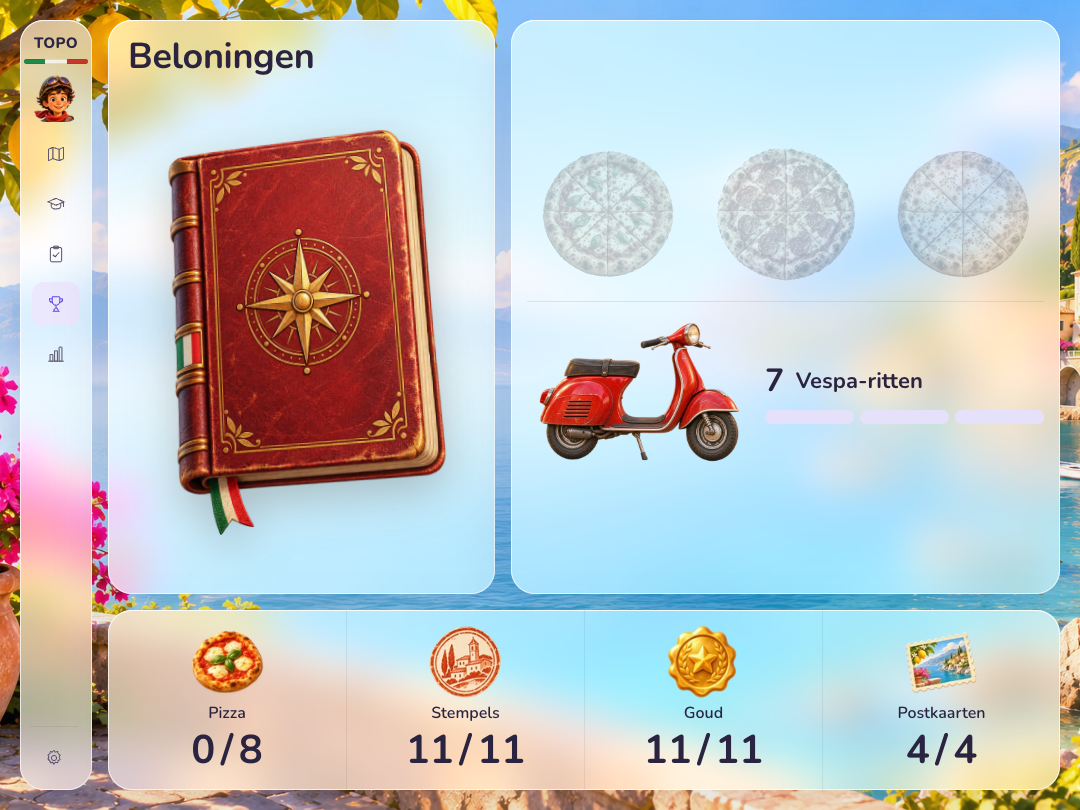 TOPO
Beloningen
7 Vespa-ritten
Pizza
0/8
Stempels
11/11
Goud
11/11
Postkaarten
4/4